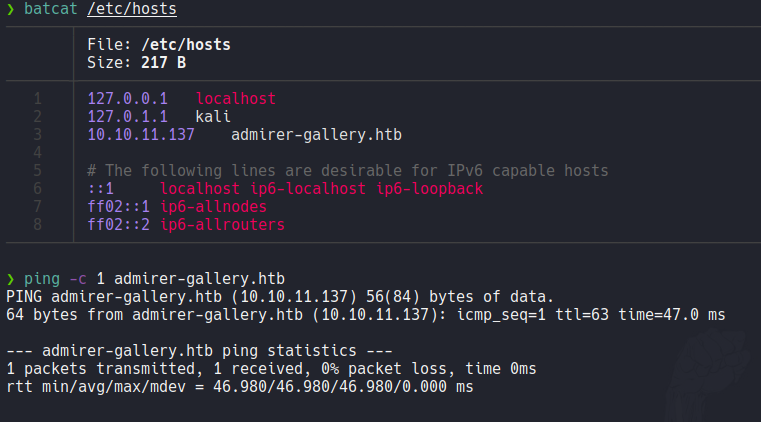 ❯ batcat /etc/hosts
File: /etc/hosts
Size: 217 B
1 127.0.0.1 localhost
2 127.0.1.1 kali
3 10.10.11.137 admirer-gallery.htb
4
5 # The following lines are desirable for IPv6 capable hosts
6 ::1 localhost ip6-localhost ip6-loopback
7 ff02::1 ip6-allnodes
8 ff02::2 ip6-allrouters
❯ ping -c 1 admirer-gallery.htb
PING admirer-gallery.htb (10.10.11.137) 56(84) bytes of data.
64 bytes from admirer-gallery.htb (10.10.11.137): icmp_seq=1 ttl=63 time=47.0 ms
--- admirer-gallery.htb ping statistics ---
1 packets transmitted, 1 received, 0% packet loss, time 0ms
rtt min/avg/max/mdev = 46.980/46.980/46.980/0.000 ms